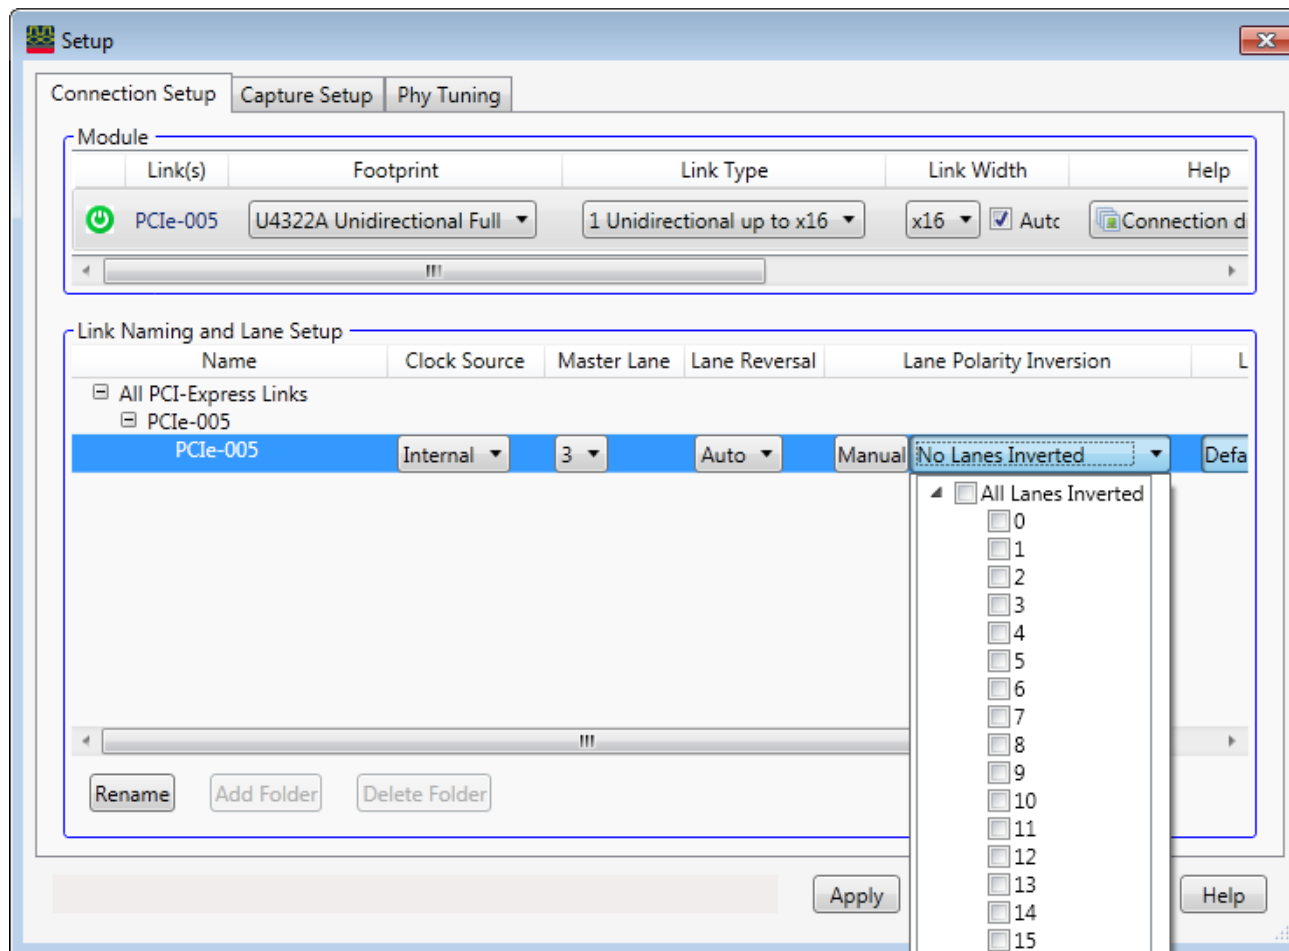 Setup
Connection Setup Capture Setup Phy Tuning
Module
Link(s) Footprint Link Type Link Width Help
PCIe-005 U4322A Unidirectional Full 1 Unidirectional up to x16 x16 Auto Connection d
Link Naming and Lane Setup
Name Clock Source Master Lane Lane Reversal Lane Polarity Inversion L
All PCI-Express Links
PCIe-005
PCIe-005 Internal 3 Auto Manual No Lanes Inverted Defa
All Lanes Inverted
0
1
2
3
4
5
6
7
8
9
10
11
12
13
14
15
Rename Add Folder Delete Folder
Apply Help